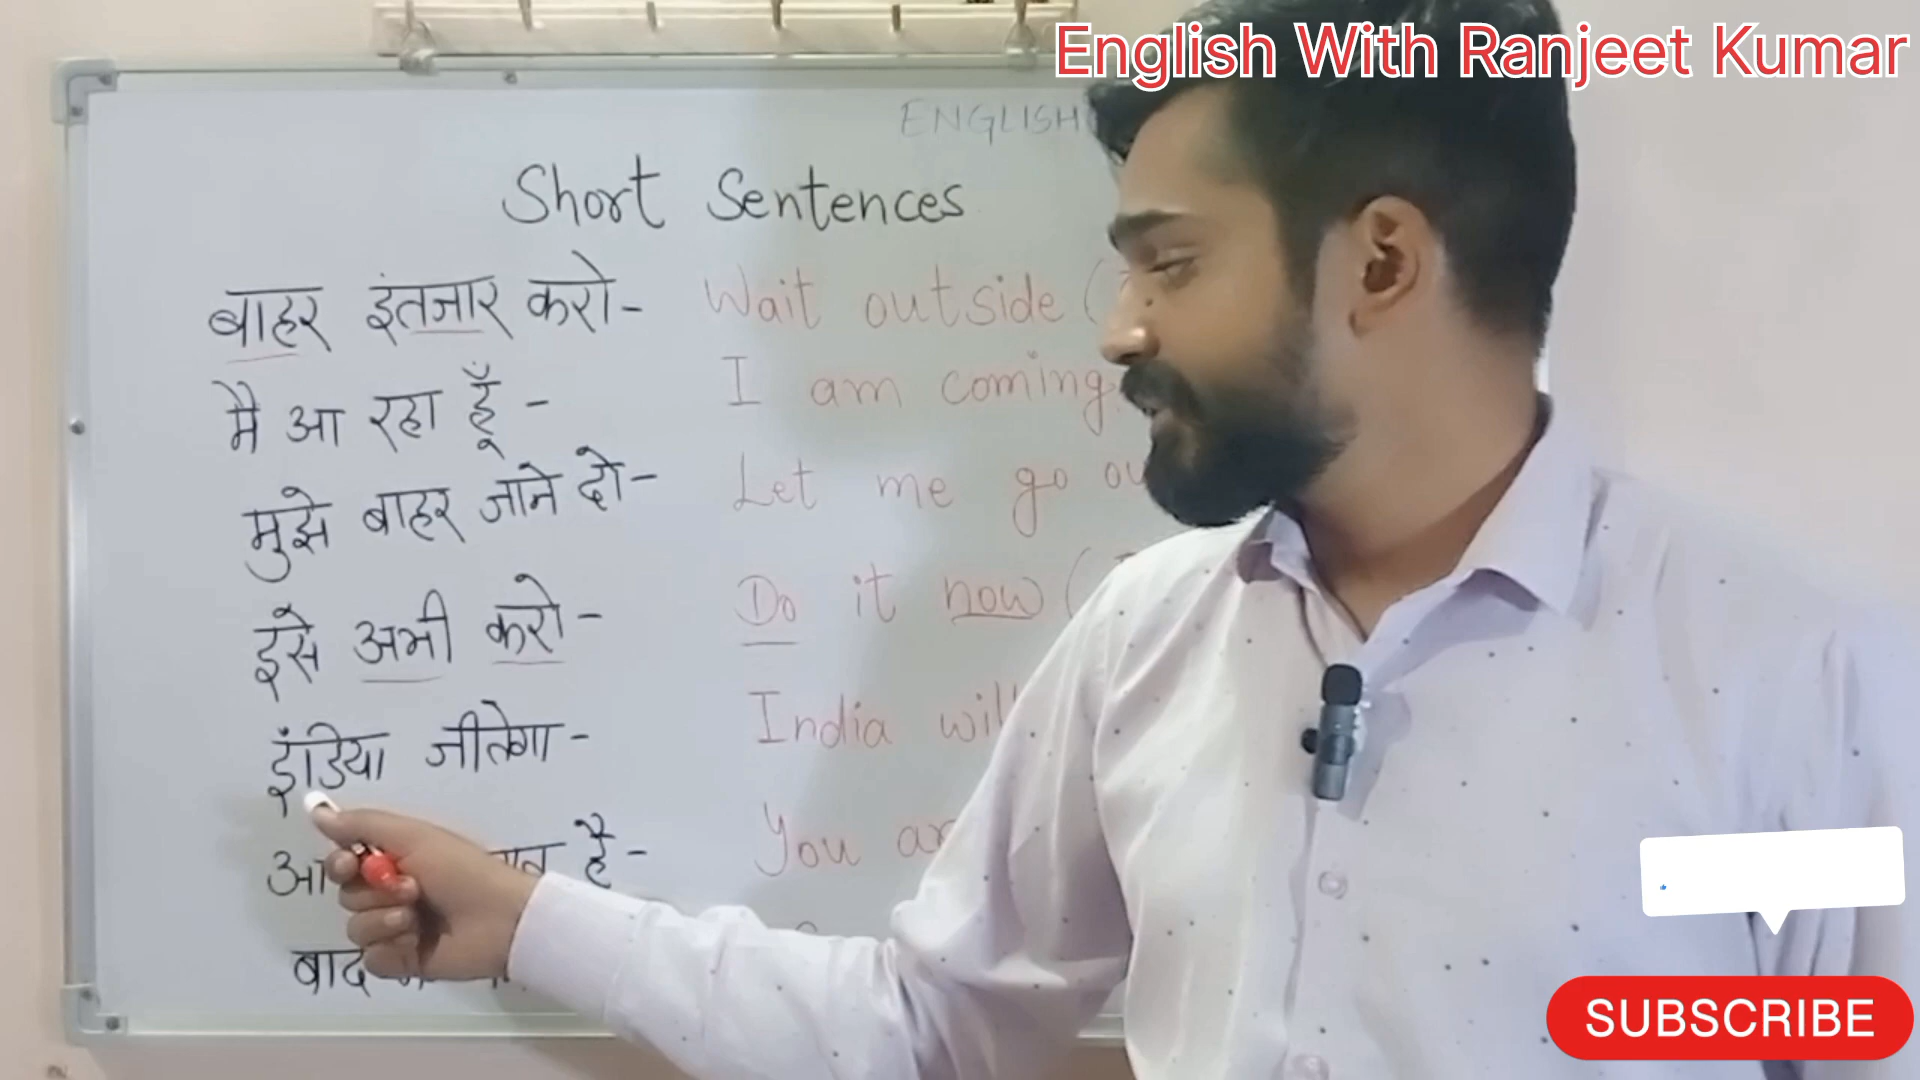 English With Ranjeet Kumar
ENGLISH
Short Sentences
बाहर इंतजार करो - Wait outside (
मै आ रहा हूँ - I am coming.
मुझे बाहर जाने दो - Let me go
इसे अभी करो - Do it now (
इंडिया जीतेगा - India
है - You
बाद
SUBSCRIBE